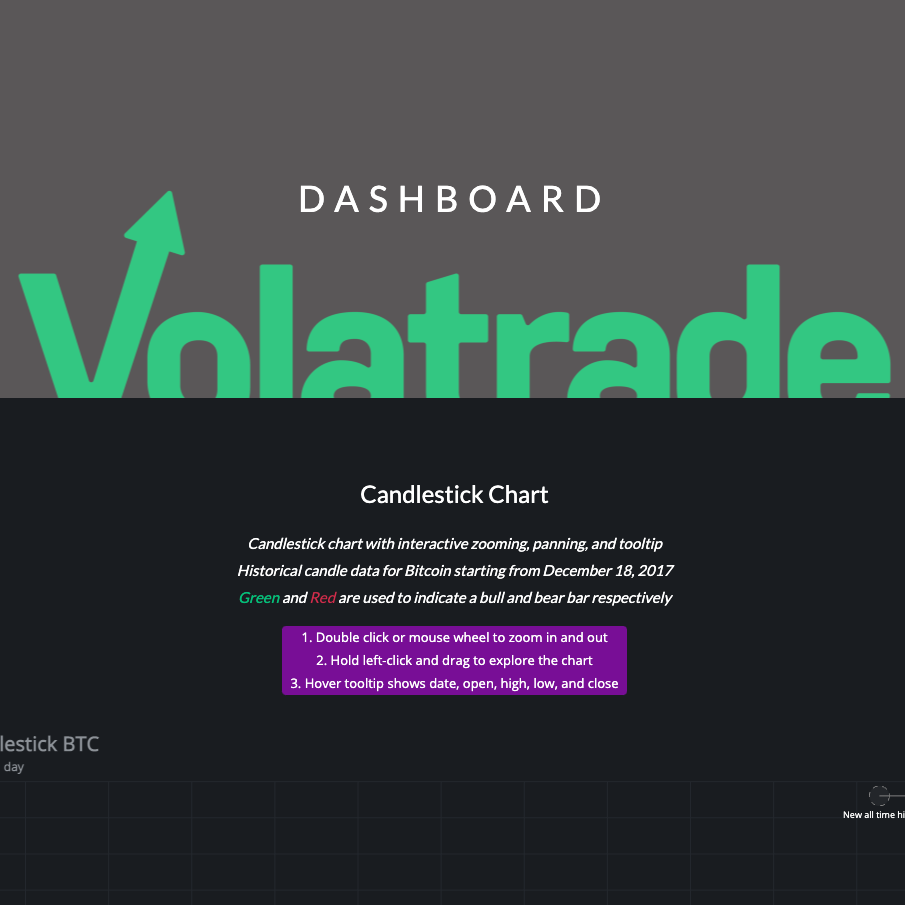 DASHBOARD
Volatrade
Candlestick Chart
Candlestick chart with interactive zooming, panning, and tooltip
Historical candle data for Bitcoin starting from December 18, 2017
Green and Red are used to indicate a bull and bear bar respectively
1. Double click or mouse wheel to zoom in and out
2. Hold left-click and drag to explore the chart
3. Hover tooltip shows date, open, high, low, and close
lestick BTC
day
New all time hi